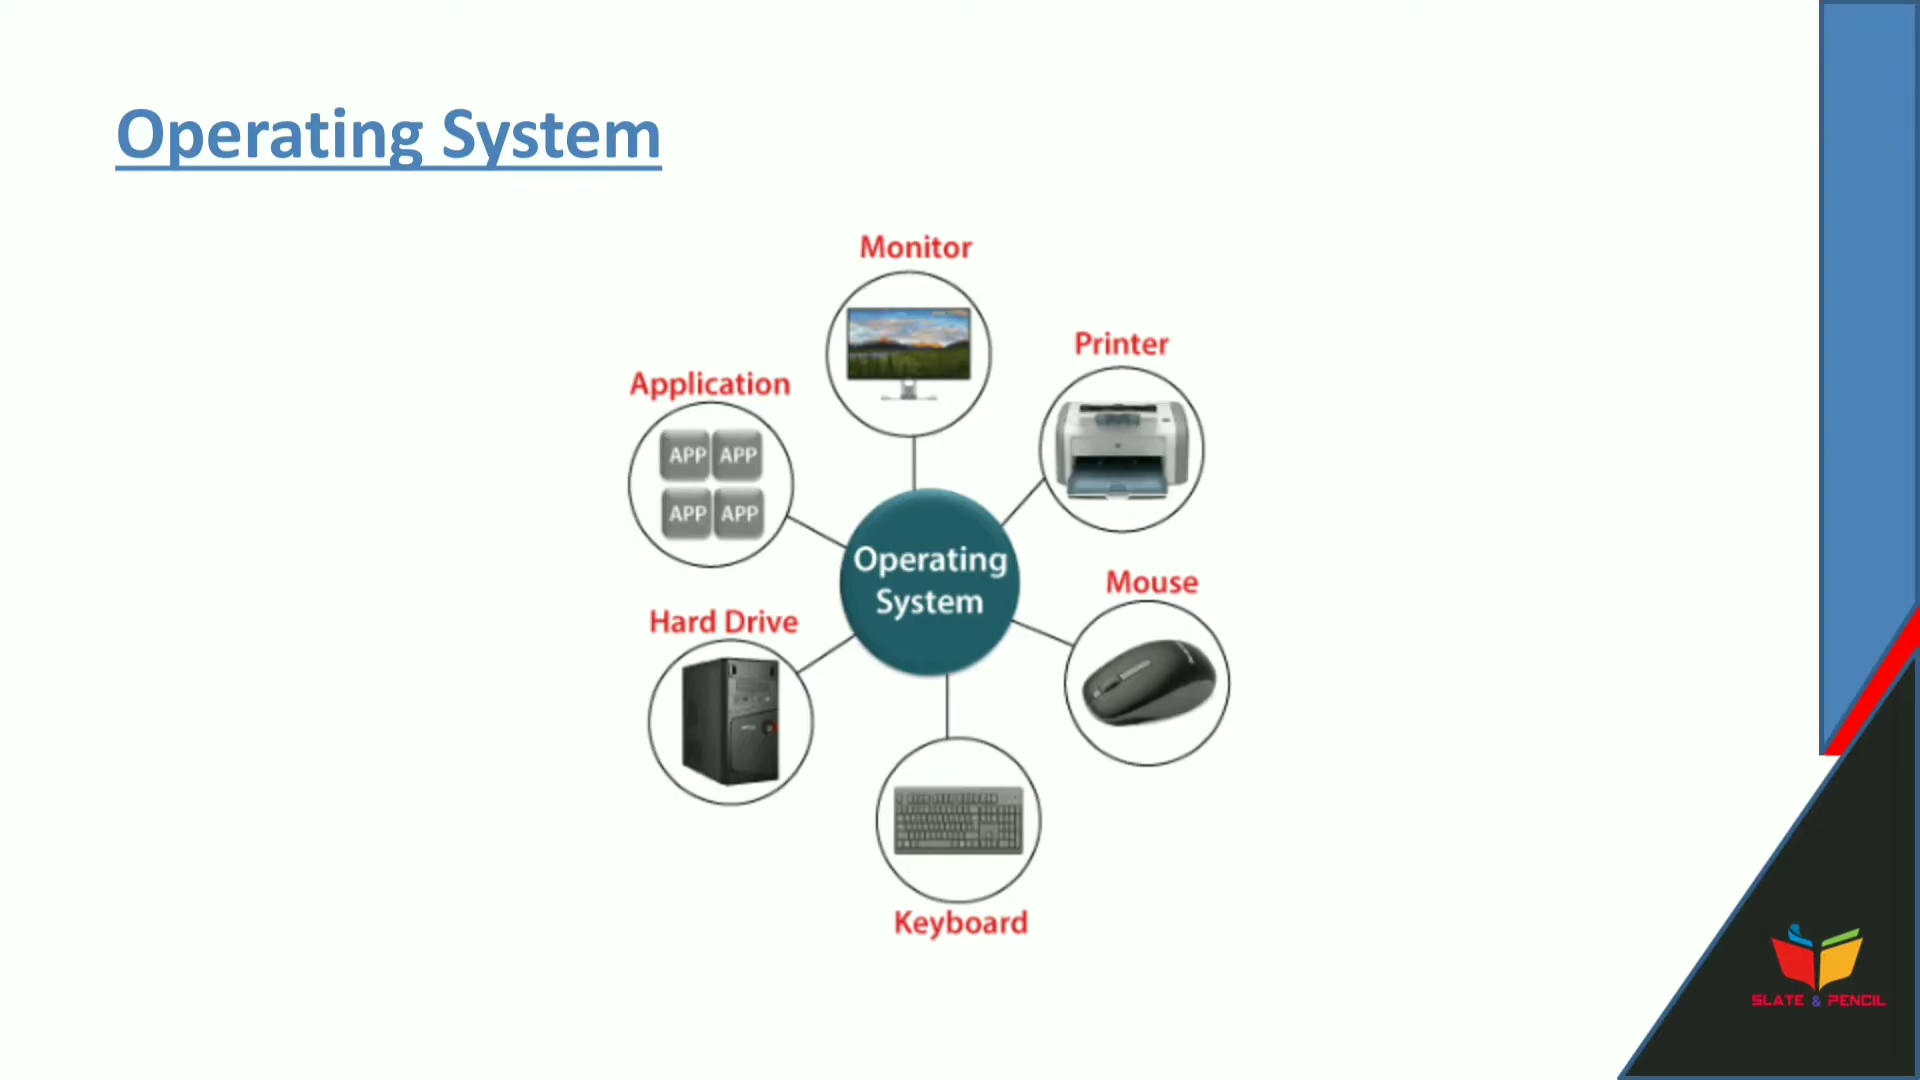 Operating System
Monitor
Printer
Application
APP APP
APP APP
Operating
System
Mouse
Hard Drive
Keyboard
SLATE & PENCIL